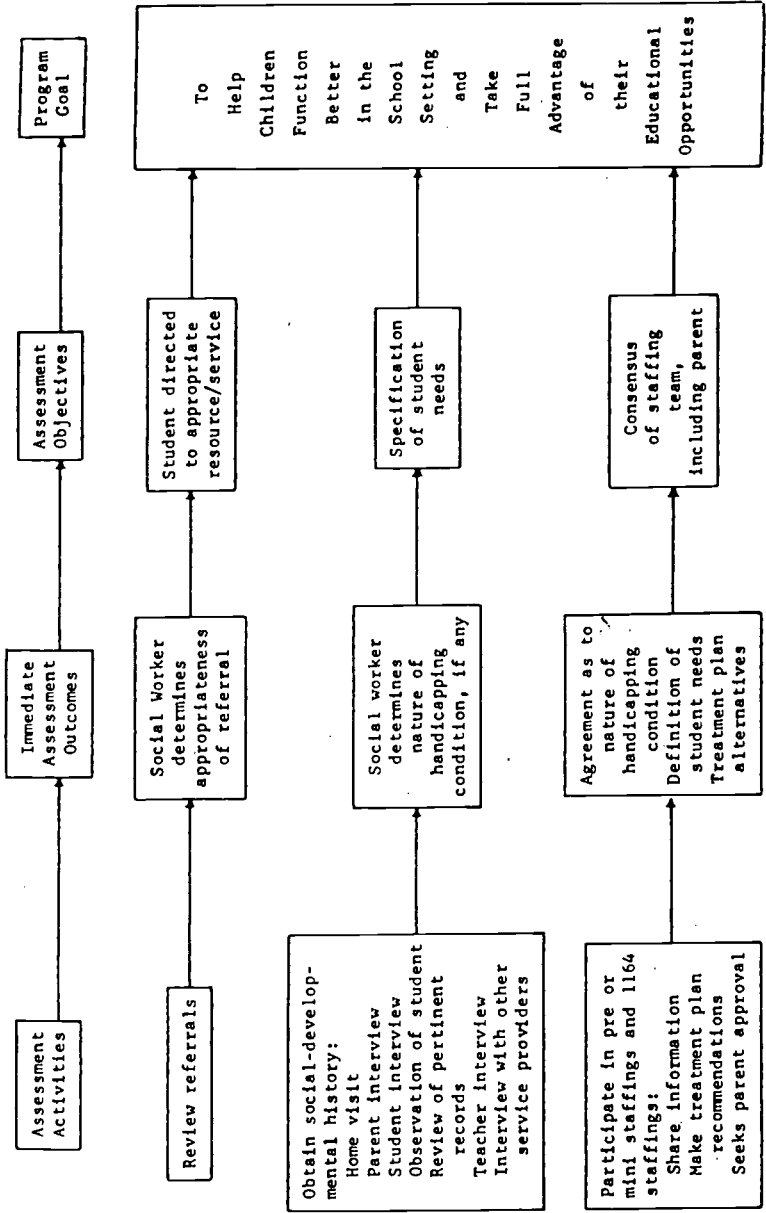 Assessment
Activities
Immediate
Assessment
Outcomes
Assessment
Objectives
Program
Goal
Review referrals
Social Worker
determines
appropriateness
of referral
Student directed
to appropriate
resource/service
Obtain social-develop-
mental history:
Home visit
Parent interview
Student interview
Observation of student
Review of pertinent
records
Teacher interview
Interview with other
service providers
Social worker
determines
nature of
handicapping
condition, if any
Specification
of student
needs
Participate in pre or
mini staffings and 1164
staffings:
Share information
Make treatment plan
recommendations
Seeks parent approval
Agreement as to
nature of
handicapping
condition
Definition of
student needs
Treatment plan
alternatives
Consensus
of staffing
team,
including parent
To
Help
Children
Function
Better
in the
School
Setting
and
Take
Full
Advantage
of
their
Educational
Opportunities